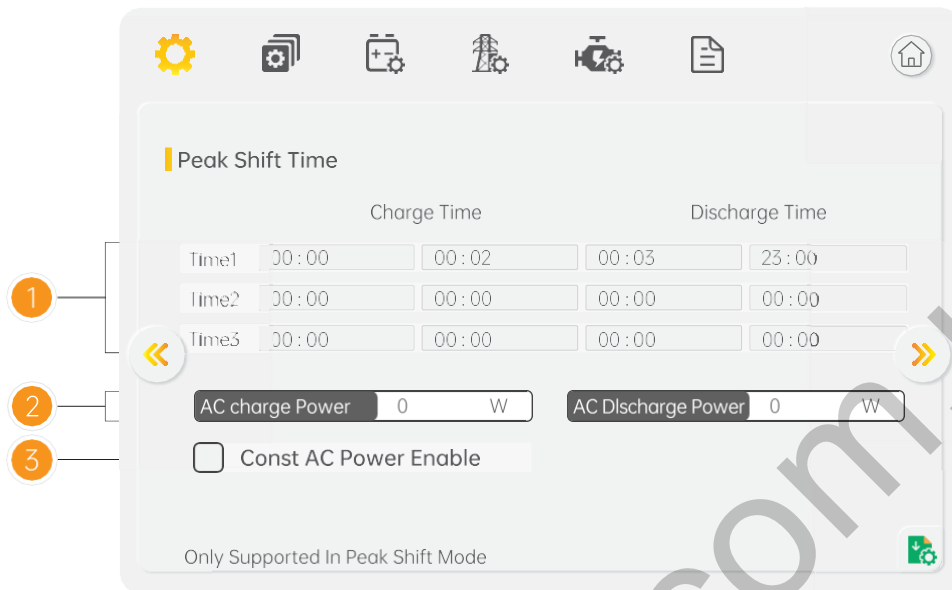 Peak Shift Time
Charge Time Discharge Time
Time1 00 : 00 00 : 02 00 : 03 23 : 00
1
Time2 00 : 00 00 : 00 00 : 00 00 : 00
Time3 00 : 00 00 : 00 00 : 00 00 : 00
2 AC charge Power 0 W AC DIscharge Power 0 W
3 Const AC Power Enable
Only Supported In Peak Shift Mode
com